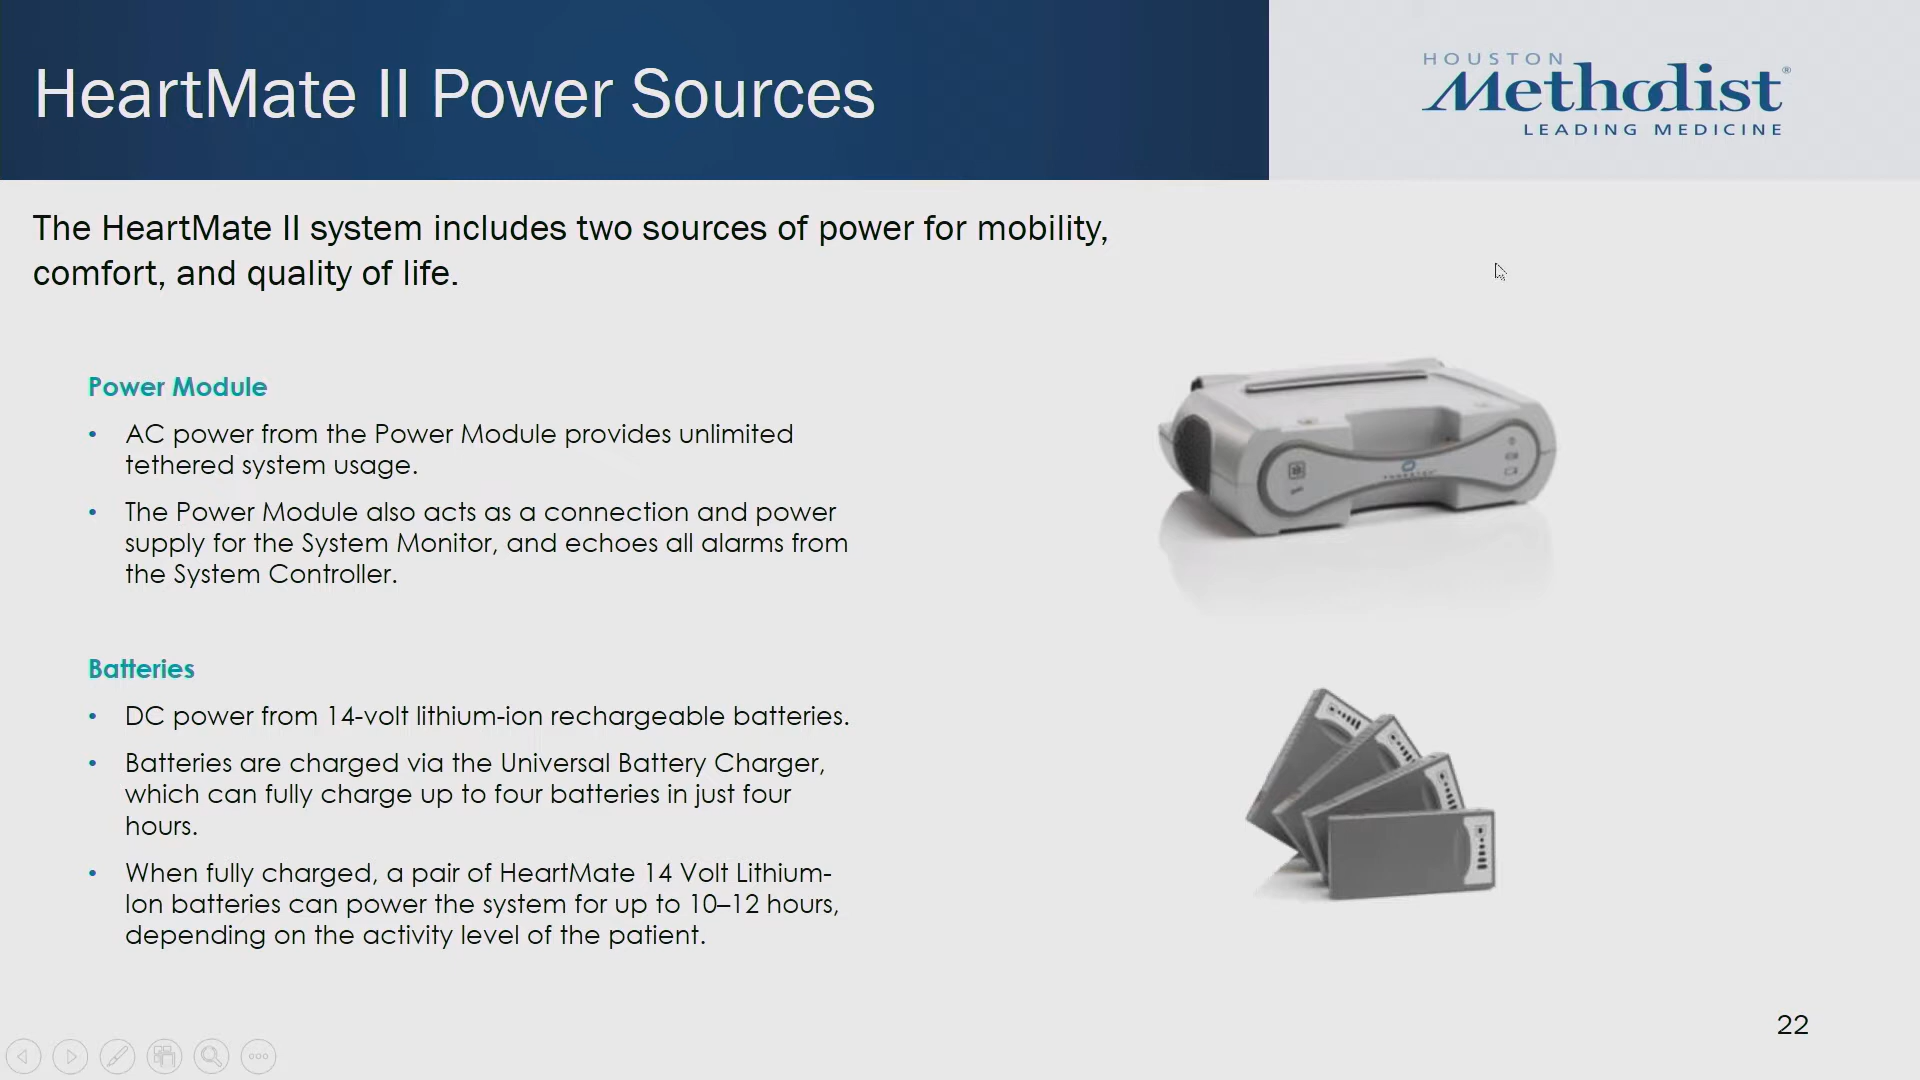 HeartMate II Power Sources
HOUSTON
Methodist®
LEADING MEDICINE
The HeartMate II system includes two sources of power for mobility,
comfort, and quality of life.
Power Module
• AC power from the Power Module provides unlimited
tethered system usage.
• The Power Module also acts as a connection and power
supply for the System Monitor, and echoes all alarms from
the System Controller.
Batteries
• DC power from 14-volt lithium-ion rechargeable batteries.
• Batteries are charged via the Universal Battery Charger,
which can fully charge up to four batteries in just four
hours.
• When fully charged, a pair of HeartMate 14 Volt Lithium-
Ion batteries can power the system for up to 10–12 hours,
depending on the activity level of the patient.
22